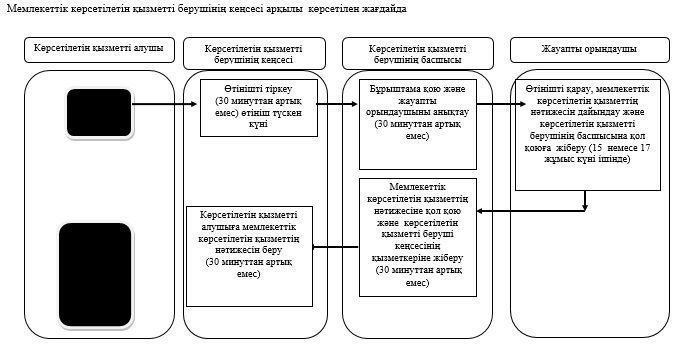 Мемлекеттік көрсетілетін қызметті берушінің кеңсесі арқылы көрсетілен жағдайда
Көрсетілетін қызметті алушы
Көрсетілетін қызметті
берушінің кеңсесі
Көрсетілетін қызметті
берушінің басшысы
Жауапты орындаушы
Өтінішті тіркеу
(30 минуттан артық
емес) өтініш түскен
күні
Бұрыштама қою және
жауапты
орындаушыны анықтау
(30 минуттан артық
емес)
Өтінішті қарау, мемлекеттік
көрсетілетін қызметтің
нәтижесін дайындау және
көрсетілетін қызметті
берушінің басшысына қол
қоюға жіберу (15 немесе 17
жұмыс күні ішінде)
Мемлекеттік
көрсетілетін қызметтің
нәтижесіне қол қою
және көрсетілетін
қызметті беруші
кеңсесінің
қызметкеріне жіберу
(30 минуттан артық
емес)
Көрсетілетін қызметті
алушыға мемлекеттік
көрсетілетін қызметтің
нәтижесін беру
(30 минуттан артық
емес)